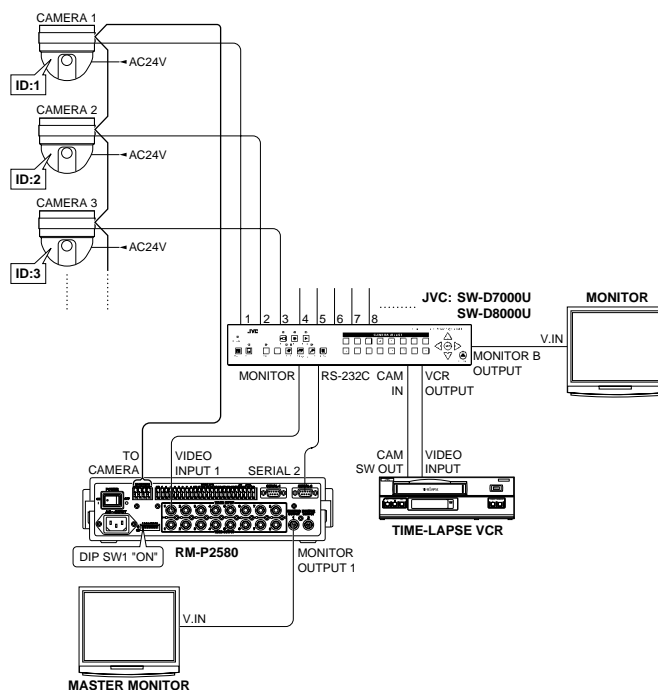 CAMERA 1
AC24V
ID:1
CAMERA 2
AC24V
ID:2
CAMERA 3
AC24V
ID:3
1 2 3 4 5 6 7 8
JVC: SW-D7000U
SW-D8000U
MONITOR
JVC
CAMERA SELECT
V.IN
MONITOR B
OUTPUT
MONITOR
RS-232C
CAM
IN
VCR
OUTPUT
TO
CAMERA
VIDEO
INPUT 1
SERIAL 2
CAM
SW OUT
VIDEO
INPUT
TIME-LAPSE VCR
DIP SW1 "ON"
RM-P2580
MONITOR
OUTPUT 1
V.IN
MASTER MONITOR